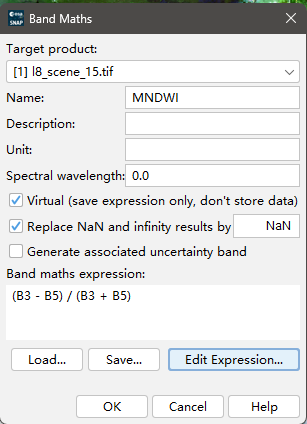 esa
SNAP
Band Maths
Target product:
[1] l8_scene_15.tif
Name: MNDWI
Description:
Unit:
Spectral wavelength: 0.0
Virtual (save expression only, don't store data)
Replace NaN and infinity results by NaN
Generate associated uncertainty band
Band maths expression:
(B3 - B5) / (B3 + B5)
Load... Save... Edit Expression...
OK Cancel Help